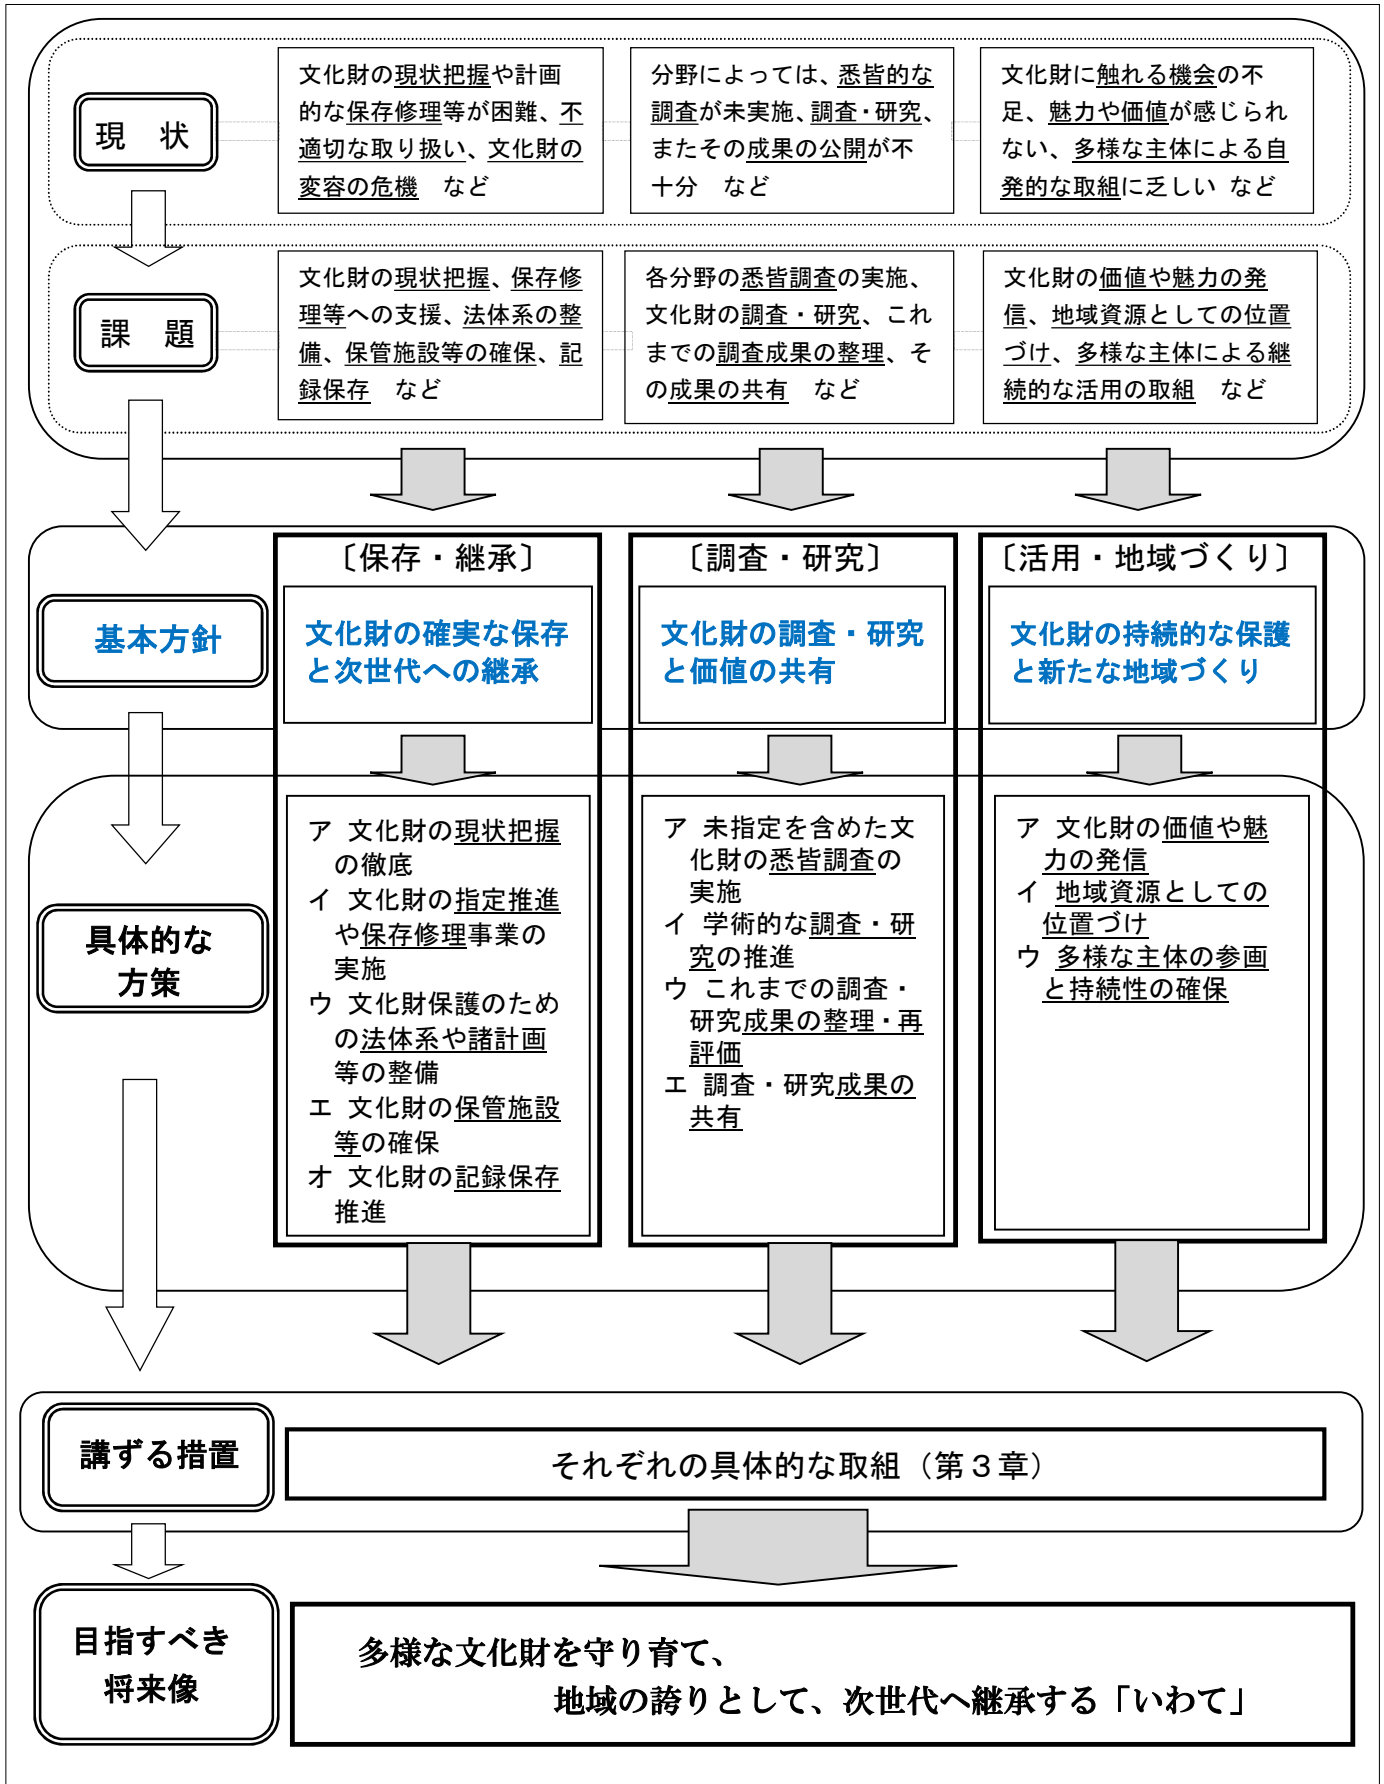 現　状
文化財の現状把握や計画
的な保存修理等が困難、不
適切な取り扱い、文化財の
変容の危機　など
分野によっては、悉皆的な
調査が未実施、調査・研究、
またその成果の公開が不
十分　など
文化財に触れる機会の不
足、魅力や価値が感じられ
ない、多様な主体による自
発的な取組に乏しい など
課　題
文化財の現状把握、保存修
理等への支援、法体系の整
備、保管施設等の確保、記
録保存　など
各分野の悉皆調査の実施、
文化財の調査・研究、これ
までの調査成果の整理、そ
の成果の共有　など
文化財の価値や魅力の発
信、地域資源としての位置
づけ、多様な主体による継
続的な活用の取組　など
基本方針
〔保存・継承〕
文化財の確実な保存
と次世代への継承
〔調査・研究〕
文化財の調査・研究
と価値の共有
〔活用・地域づくり〕
文化財の持続的な保護
と新たな地域づくり
具体的な
方策
ア 文化財の現状把握
の徹底
イ 文化財の指定推進
や保存修理事業の
実施
ウ 文化財保護のため
の法体系や諸計画
等の整備
エ 文化財の保管施設
等の確保
オ 文化財の記録保存
推進
ア 未指定を含めた文
化財の悉皆調査の
実施
イ 学術的な調査・研
究の推進
ウ これまでの調査・
研究成果の整理・再
評価
エ 調査・研究成果の
共有
ア 文化財の価値や魅
力の発信
イ 地域資源としての
位置づけ
ウ 多様な主体の参画
と持続性の確保
講ずる措置
それぞれの具体的な取組（第３章）
目指すべき
将来像
多様な文化財を守り育て、
地域の誇りとして、次世代へ継承する「いわて」